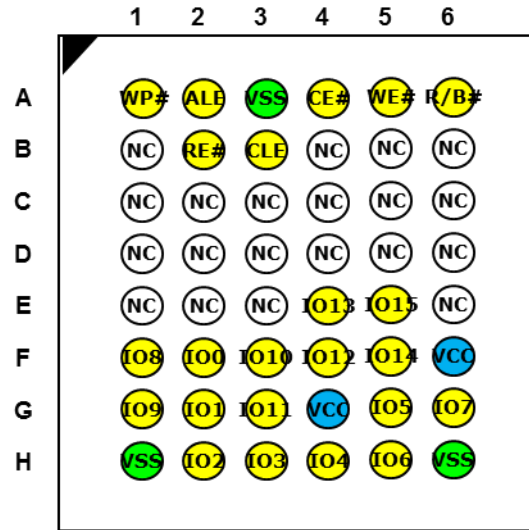 1 2 3 4 5 6
A WP# ALE VSS CE# WE# R/B#
B NC RE# CLE NC NC NC
C NC NC NC NC NC NC
D NC NC NC NC NC NC
E NC NC NC IO13 IO15 NC
F IO8 IO0 IO10 IO12 IO14 VCC
G IO9 IO1 IO11 VCC IO5 IO7
H VSS IO2 IO3 IO4 IO6 VSS